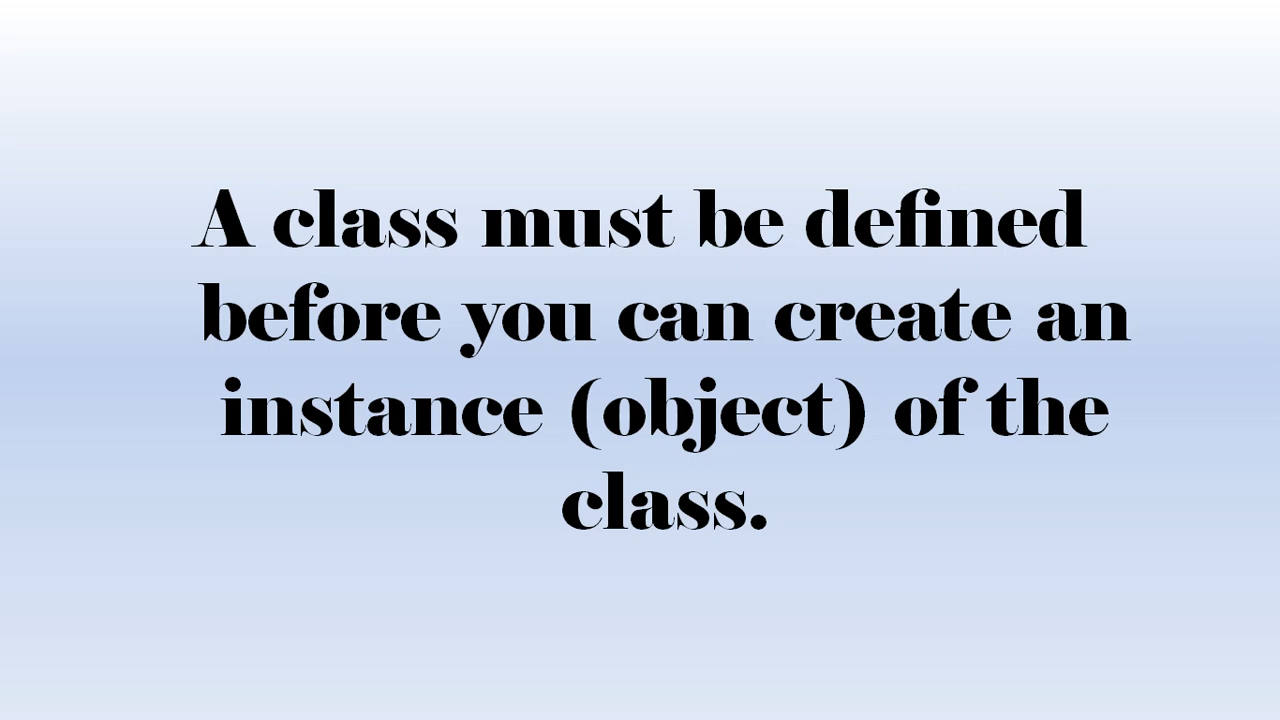 A class must be defined
before you can create an
instance (object) of the
class.